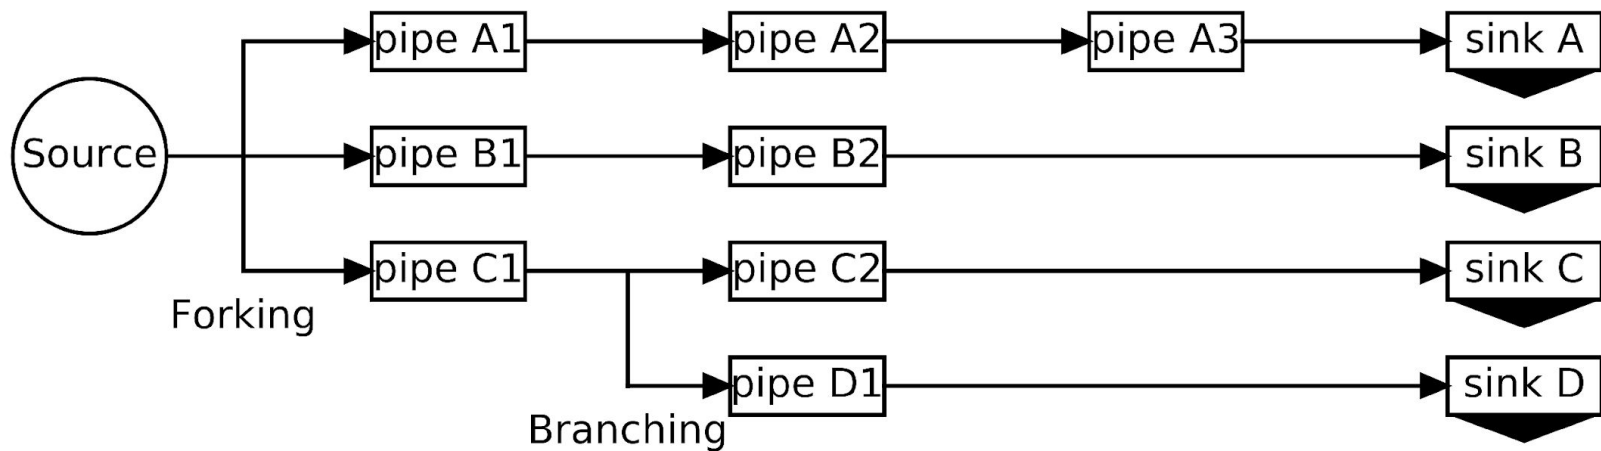 pipe A1
pipe A2
pipe A3
sink A
Source
pipe B1
pipe B2
sink B
pipe C1
pipe C2
sink C
Forking
pipe D1
sink D
Branching